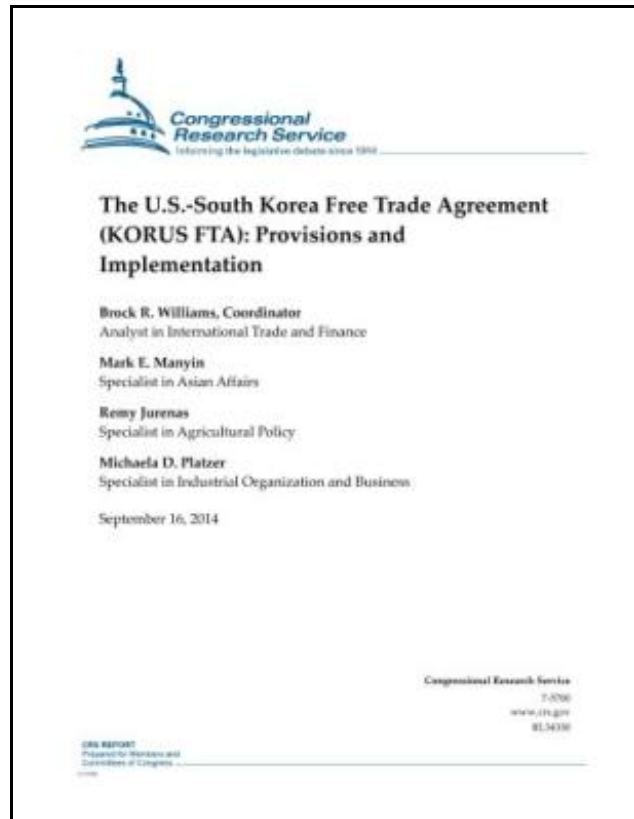 Congressional
Research Service
Informing the legislative debate since 1914
The U.S.-South Korea Free Trade Agreement
(KORUS FTA): Provisions and
Implementation
Brock R. Williams, Coordinator
Analyst in International Trade and Finance
Mark E. Manyin
Specialist in Asian Affairs
Remy Jurenas
Specialist in Agricultural Policy
Michaela D. Platzer
Specialist in Industrial Organization and Business
September 16, 2014
Congressional Research Service
7-5700
www.crs.gov
RL34330
CRS REPORT
Prepared for Members and
Committees of Congress